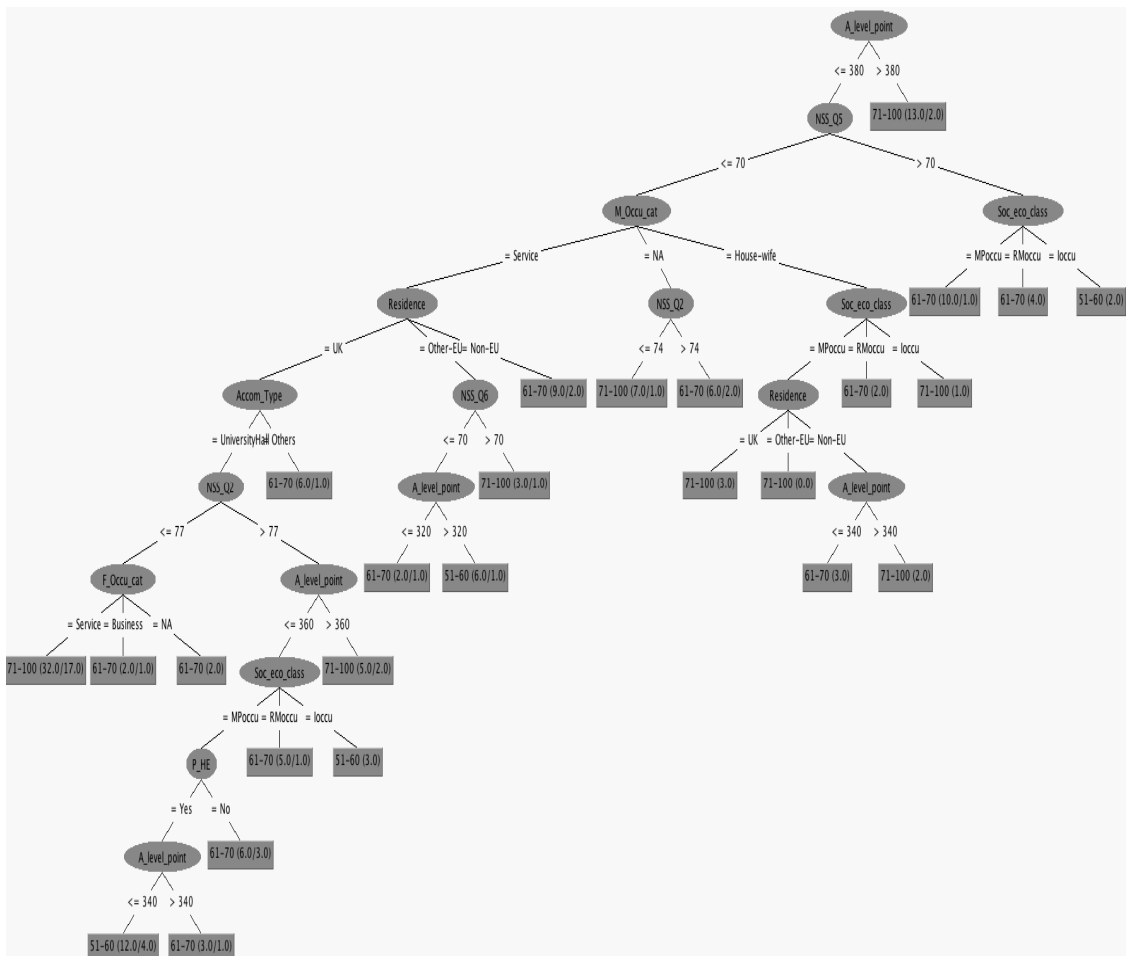 A_level_point
<= 380 > 380
NSS_Q5 71-100 (13.0/2.0)
<= 70 > 70
M_Occu_cat Soc_eco_class
= Service = NA = House-wife = MPoccu = RMoccu = Ioccu
Residence NSS_Q2 Soc_eco_class 61-70 (10.0/1.0) 61-70 (4.0) 51-60 (2.0)
= UK = Other-EU = Non-EU <= 74 > 74 = MPoccu = RMoccu = Ioccu
Accom_Type NSS_Q6 61-70 (9.0/2.0) 71-100 (7.0/1.0) 61-70 (6.0/2.0) Residence 61-70 (2.0) 71-100 (1.0)
= UniversityHall = Others <= 70 > 70 = UK = Other-EU = Non-EU
NSS_Q2 61-70 (6.0/1.0) A_level_point 71-100 (3.0/1.0) 71-100 (3.0) 71-100 (0.0) A_level_point
<= 77 > 77 <= 320 > 320 <= 340 > 340
F_Occu_cat A_level_point 61-70 (2.0/1.0) 51-60 (6.0/1.0) 61-70 (3.0) 71-100 (2.0)
= Service = Business = NA <= 360 > 360
71-100 (32.0/17.0) 61-70 (2.0/1.0) 61-70 (2.0) Soc_eco_class 71-100 (5.0/2.0)
= MPoccu = RMoccu = Ioccu
P_HE 61-70 (5.0/1.0) 51-60 (3.0)
= Yes = No
A_level_point 61-70 (6.0/3.0)
<= 340 > 340
51-60 (12.0/4.0) 61-70 (3.0/1.0)